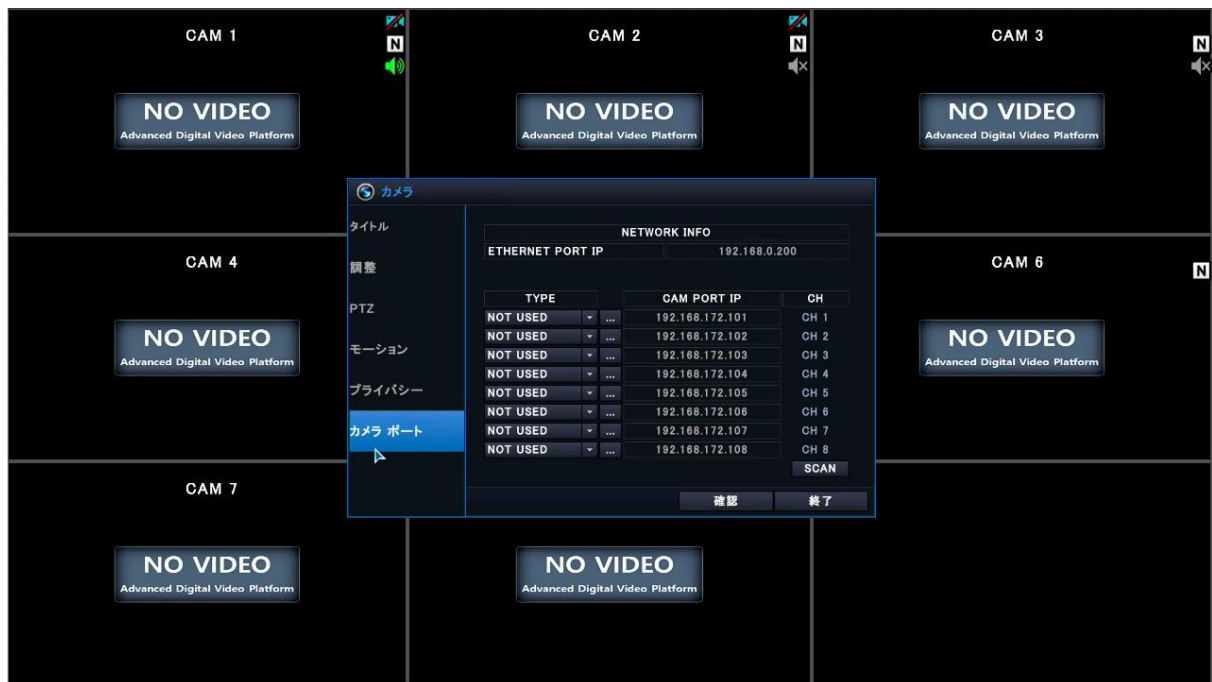 CAM 1
CAM 2
CAM 3
N
N
N
NO VIDEO
Advanced Digital Video Platform
NO VIDEO
Advanced Digital Video Platform
NO VIDEO
Advanced Digital Video Platform
カメラ
タイトル
調整
PTZ
モーション
プライバシー
カメラ ポート
NETWORK INFO
ETHERNET PORT IP 192.168.0.200
TYPE CAM PORT IP CH
NOT USED ... 192.168.172.101 CH 1
NOT USED ... 192.168.172.102 CH 2
NOT USED ... 192.168.172.103 CH 3
NOT USED ... 192.168.172.104 CH 4
NOT USED ... 192.168.172.105 CH 5
NOT USED ... 192.168.172.106 CH 6
NOT USED ... 192.168.172.107 CH 7
NOT USED ... 192.168.172.108 CH 8
SCAN
確認 終了
CAM 4
CAM 6
N
NO VIDEO
Advanced Digital Video Platform
NO VIDEO
Advanced Digital Video Platform
CAM 7
NO VIDEO
Advanced Digital Video Platform
NO VIDEO
Advanced Digital Video Platform